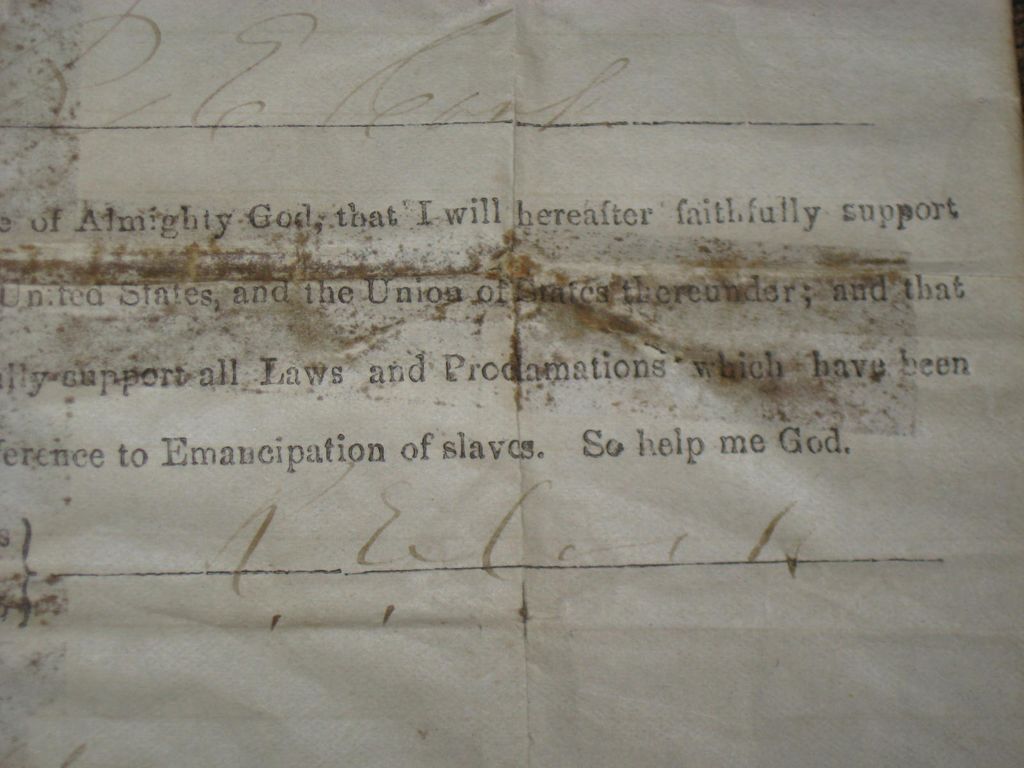 e of Almighty God, that I will hereafter faithfully support
United States, and the Union of States thereunder; and that
lly support all Laws and Proclamations which have been
ference to Emancipation of slaves. So help me God.
s }